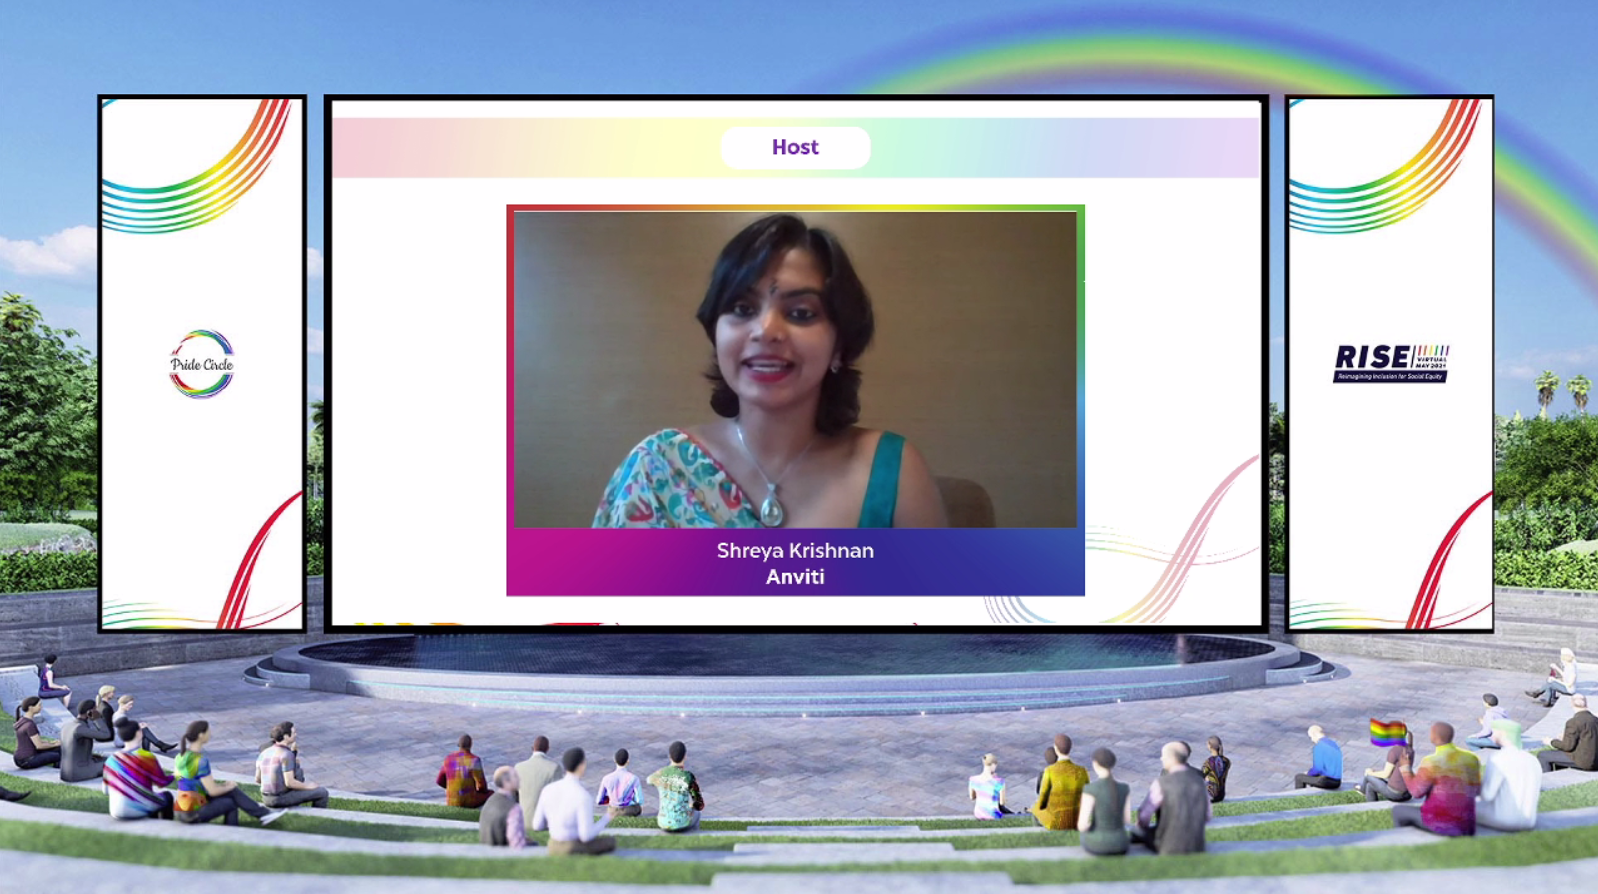 Host
Shreya Krishnan
Anviti
Pride Circle
RISE
VIRTUAL
MAY 2021
Reimagining Inclusion for Social Equity